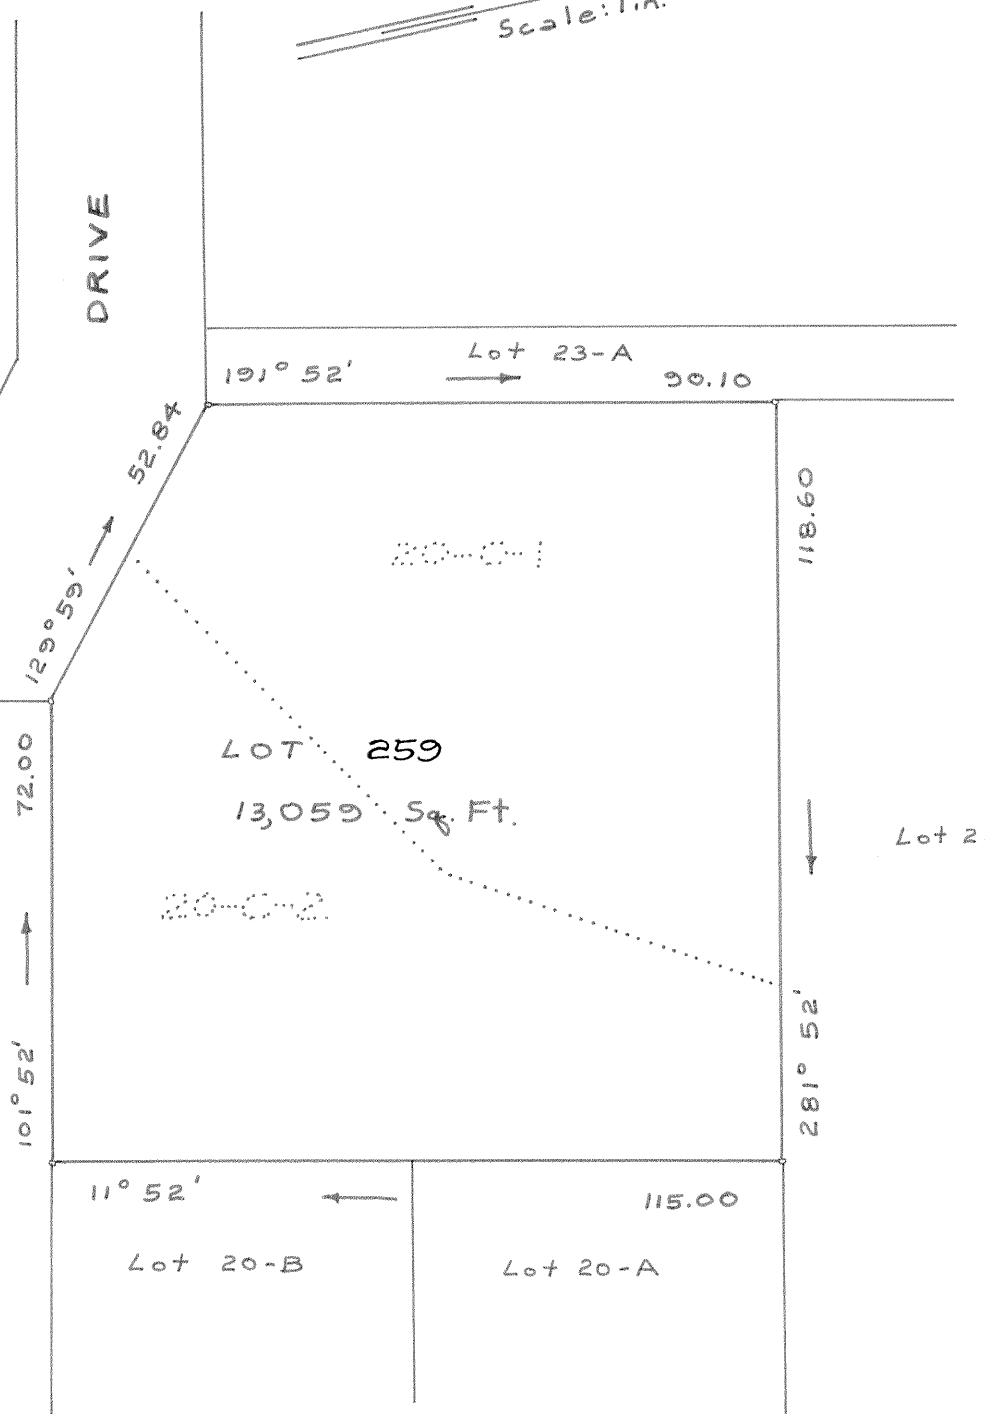 Scale: 1 in.
DRIVE
Lot 23-A
191° 52'
90.10
52.84
129° 59'
118.60
20-C-1
LOT 259
13,059 Sq. Ft.
72.00
Lot 2
20-C-2
101° 52'
281° 52'
11° 52'
115.00
Lot 20-B
Lot 20-A